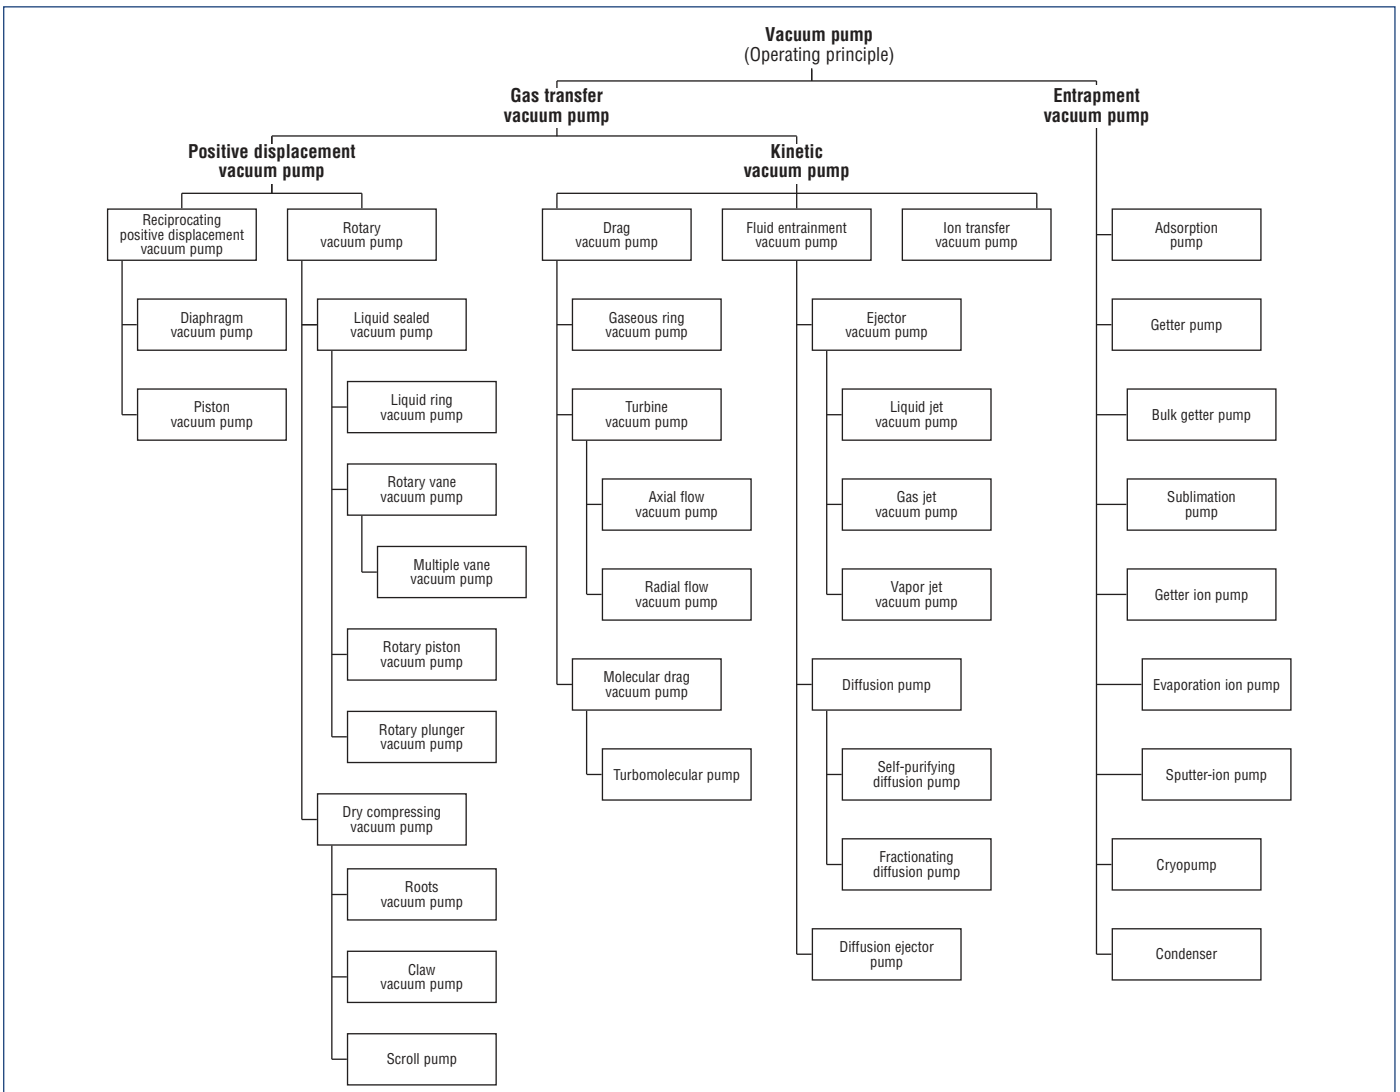 Vacuum pump
(Operating principle)
Gas transfer
vacuum pump
Entrapment
vacuum pump
Positive displacement
vacuum pump
Kinetic
vacuum pump
Reciprocating
positive displacement
vacuum pump
Rotary
vacuum pump
Drag
vacuum pump
Fluid entrainment
vacuum pump
Ion transfer
vacuum pump
Adsorption
pump
Diaphragm
vacuum pump
Liquid sealed
vacuum pump
Gaseous ring
vacuum pump
Ejector
vacuum pump
Getter pump
Piston
vacuum pump
Liquid ring
vacuum pump
Turbine
vacuum pump
Liquid jet
vacuum pump
Bulk getter pump
Rotary vane
vacuum pump
Axial flow
vacuum pump
Gas jet
vacuum pump
Sublimation
pump
Multiple vane
vacuum pump
Radial flow
vacuum pump
Vapor jet
vacuum pump
Getter ion pump
Rotary piston
vacuum pump
Molecular drag
vacuum pump
Diffusion pump
Evaporation ion pump
Rotary plunger
vacuum pump
Turbomolecular pump
Self-purifying
diffusion pump
Sputter-ion pump
Dry compressing
vacuum pump
Fractionating
diffusion pump
Cryopump
Roots
vacuum pump
Diffusion ejector
pump
Condenser
Claw
vacuum pump
Scroll pump